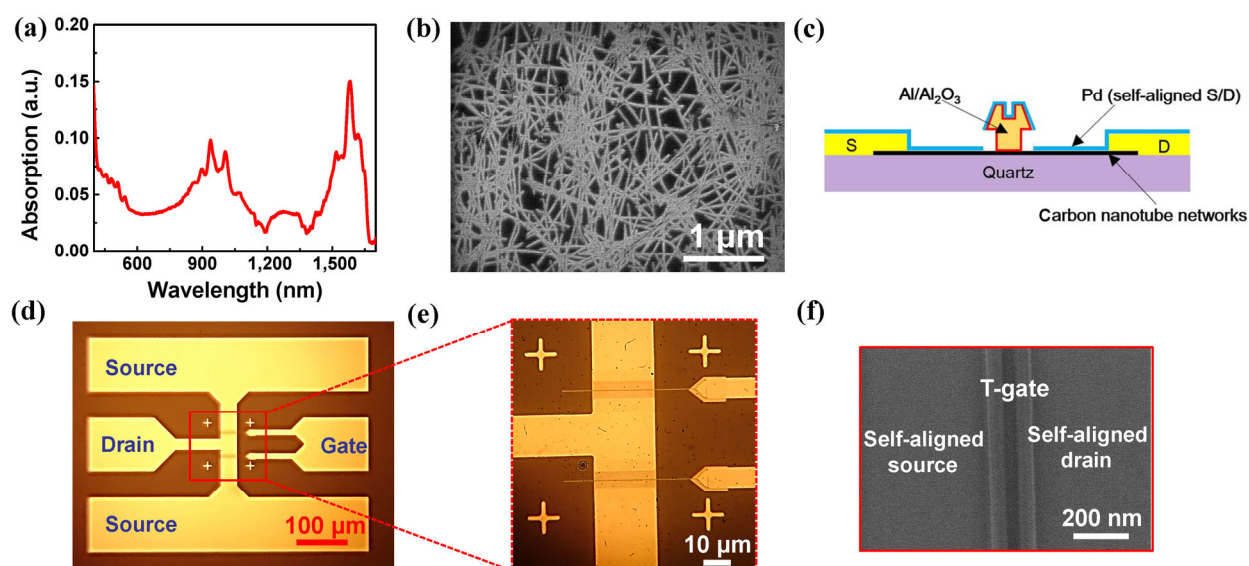 (a)
0.20
0.15
0.10
0.05
0.00
Absorption (a.u.)
600
900
1,200
1,500
Wavelength (nm)
(b)
1 µm
(c)
Al/Al₂O₃
Pd (self-aligned S/D)
S
D
Quartz
Carbon nanotube networks
(d)
Source
Drain
Gate
Source
100 µm
(e)
10 µm
(f)
T-gate
Self-aligned
source
Self-aligned
drain
200 nm